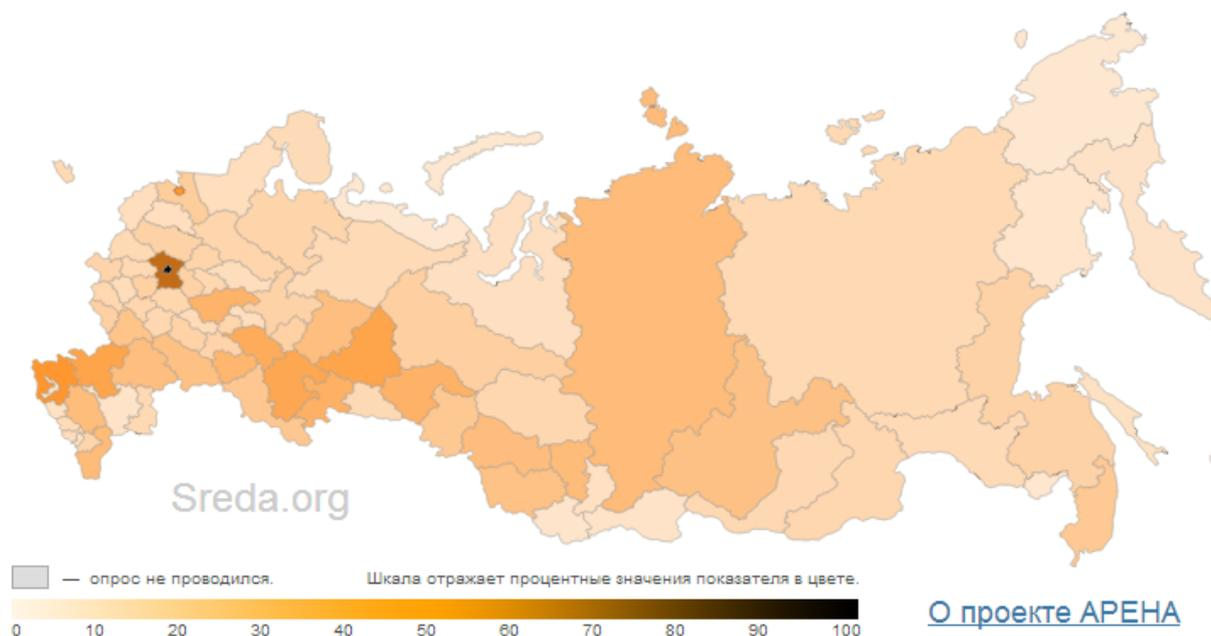 Sreda.org
— опрос не проводился.
Шкала отражает процентные значения показателя в цвете.
0 10 20 30 40 50 60 70 80 90 100
О проекте АРЕНА